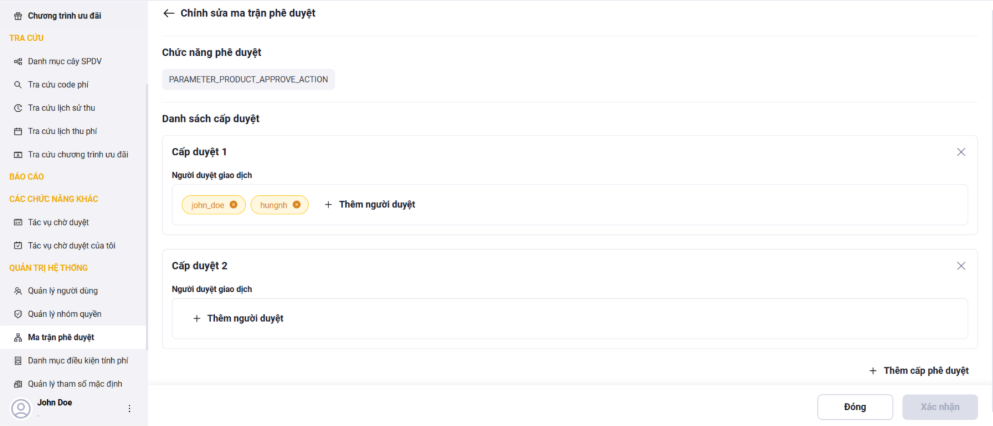 Chương trình ưu đãi
TRA CỨU
Danh mục cây SPDV
Tra cứu code phí
Tra cứu lịch sử thu
Tra cứu lịch thu phí
Tra cứu chương trình ưu đãi
BÁO CÁO
CÁC CHỨC NĂNG KHÁC
Tác vụ chờ duyệt
Tác vụ chờ duyệt của tôi
QUẢN TRỊ HỆ THỐNG
Quản lý người dùng
Quản lý nhóm quyền
Ma trận phê duyệt
Danh mục điều kiện tính phí
Quản lý tham số mặc định
John Doe
Chỉnh sửa ma trận phê duyệt
Chức năng phê duyệt
PARAMETER_PRODUCT_APPROVE_ACTION
Danh sách cấp duyệt
Cấp duyệt 1
Người duyệt giao dịch
john_doe hungnh + Thêm người duyệt
Cấp duyệt 2
Người duyệt giao dịch
+ Thêm người duyệt
+ Thêm cấp phê duyệt
Đóng Xác nhận